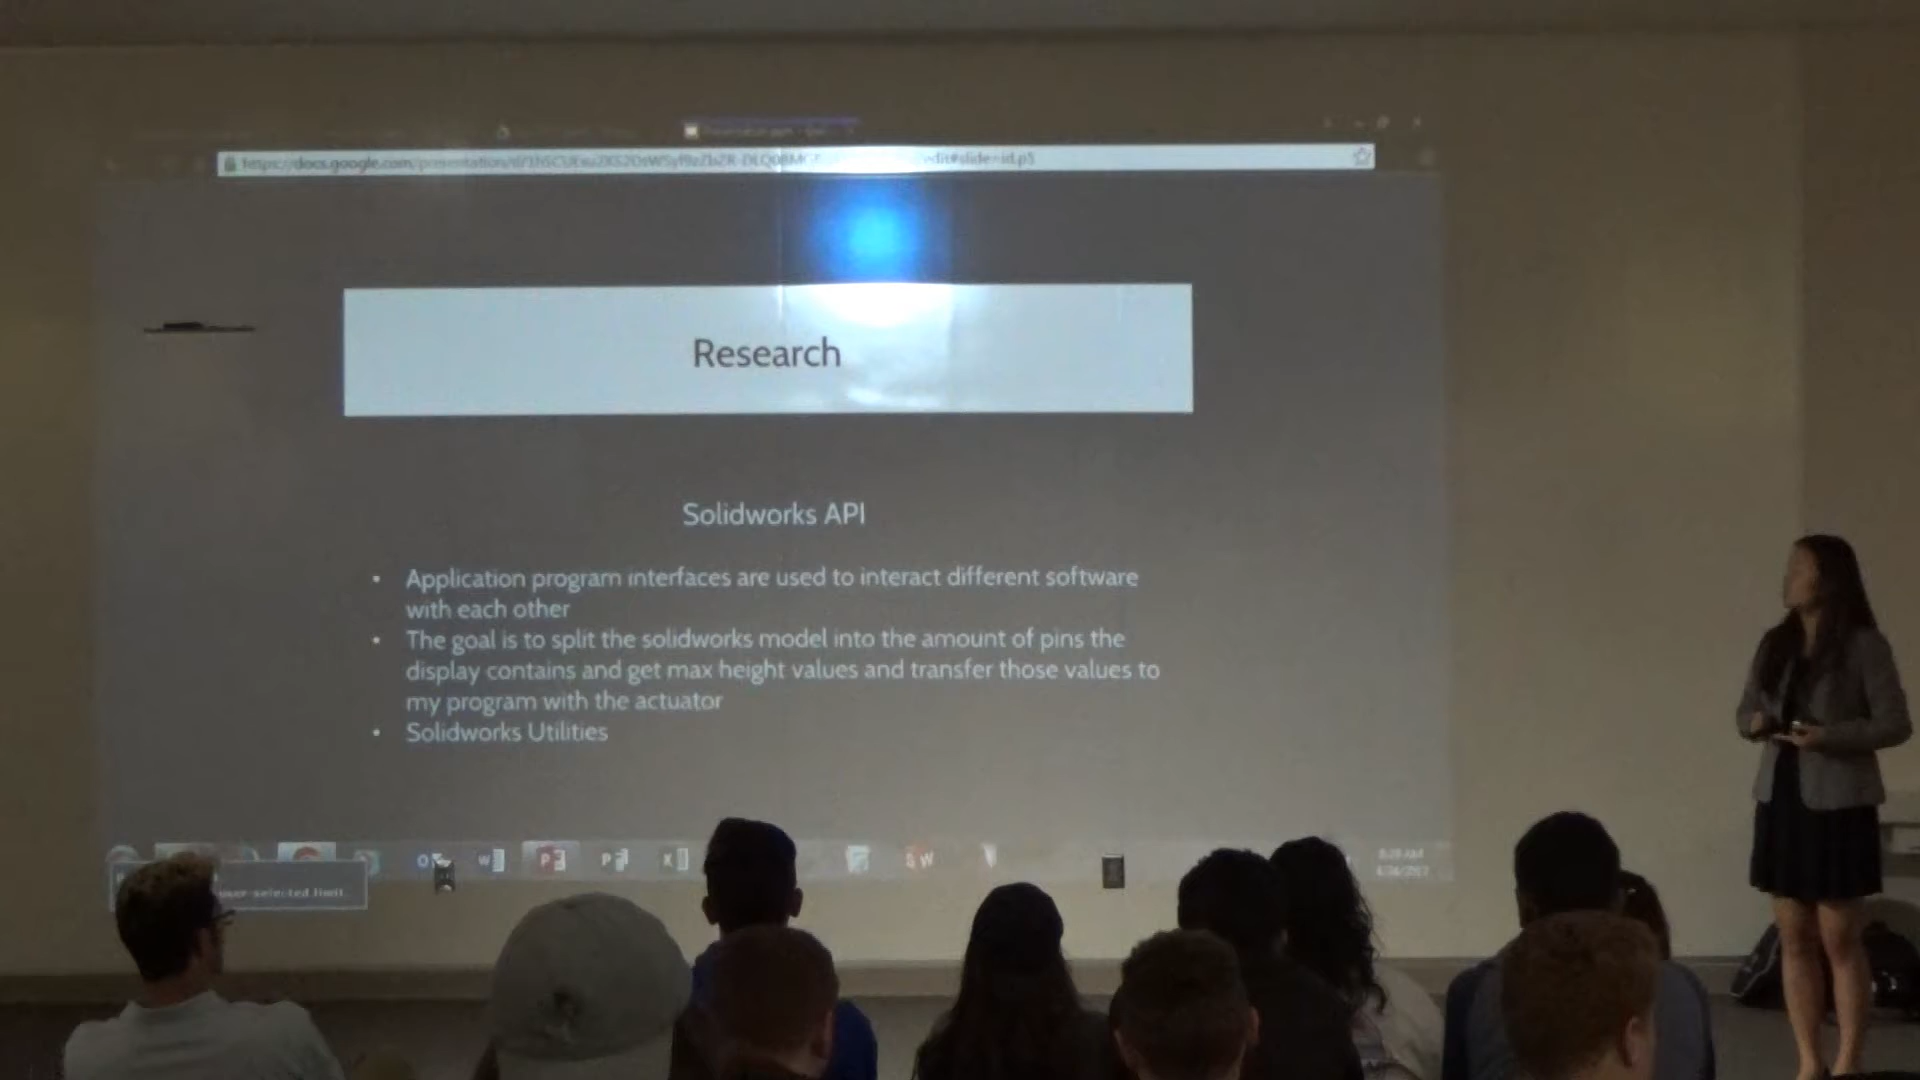 https://docs.google.com/presentation/
edit#slide=id.p5
Research
Solidworks API
• Application program interfaces are used to interact different software
with each other
• The goal is to split the solidworks model into the amount of pins the
display contains and get max height values and transfer those values to
my program with the actuator
• Solidworks Utilities
selected limit.